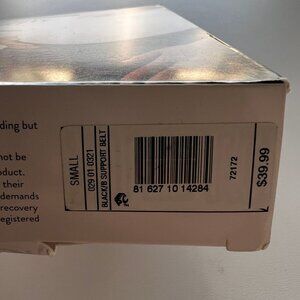 ding but
not be
oduct.
their
demands
recovery
egistered
SMALL
029 01 0321
BLACK/B SUPPORT BELT
81 627 10 14284
72172
$39.99